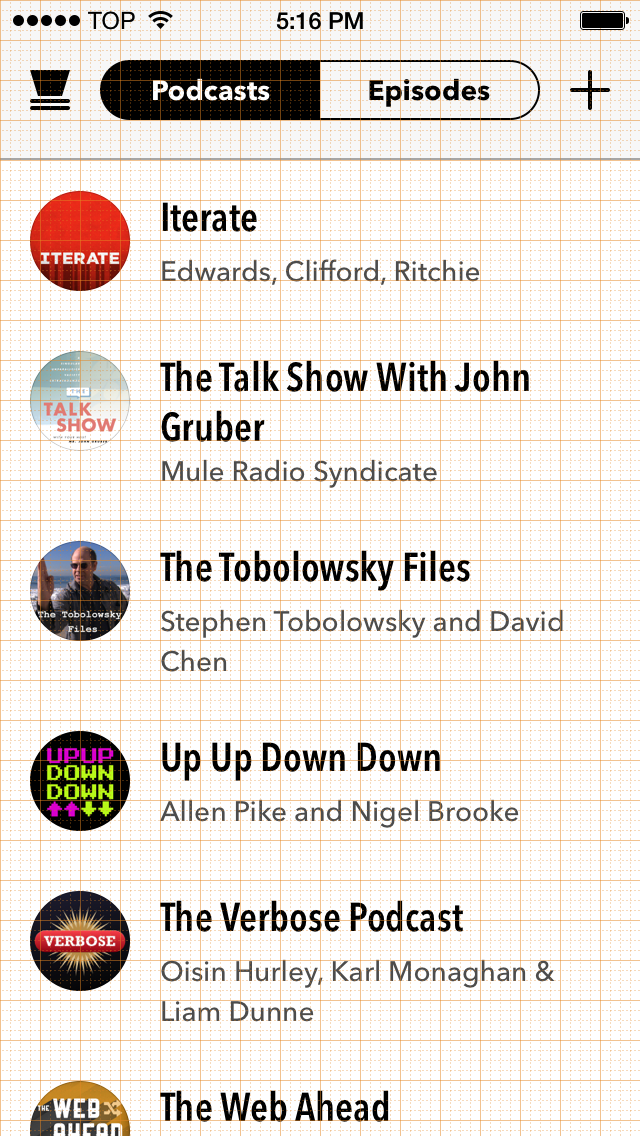 TOP 5:16 PM
Podcasts Episodes
Iterate
ITERATE
Edwards, Clifford, Ritchie
The Talk Show With John
Gruber
THE
TALK
SHOW
Mule Radio Syndicate
The Tobolowsky Files
The Tobolowsky
Files
Stephen Tobolowsky and David
Chen
Up Up Down Down
UPUP
DOWN
DOWN
Allen Pike and Nigel Brooke
The Verbose Podcast
VERBOSE
Oisin Hurley, Karl Monaghan &
Liam Dunne
The Web Ahead
THE WEB
AHEAD